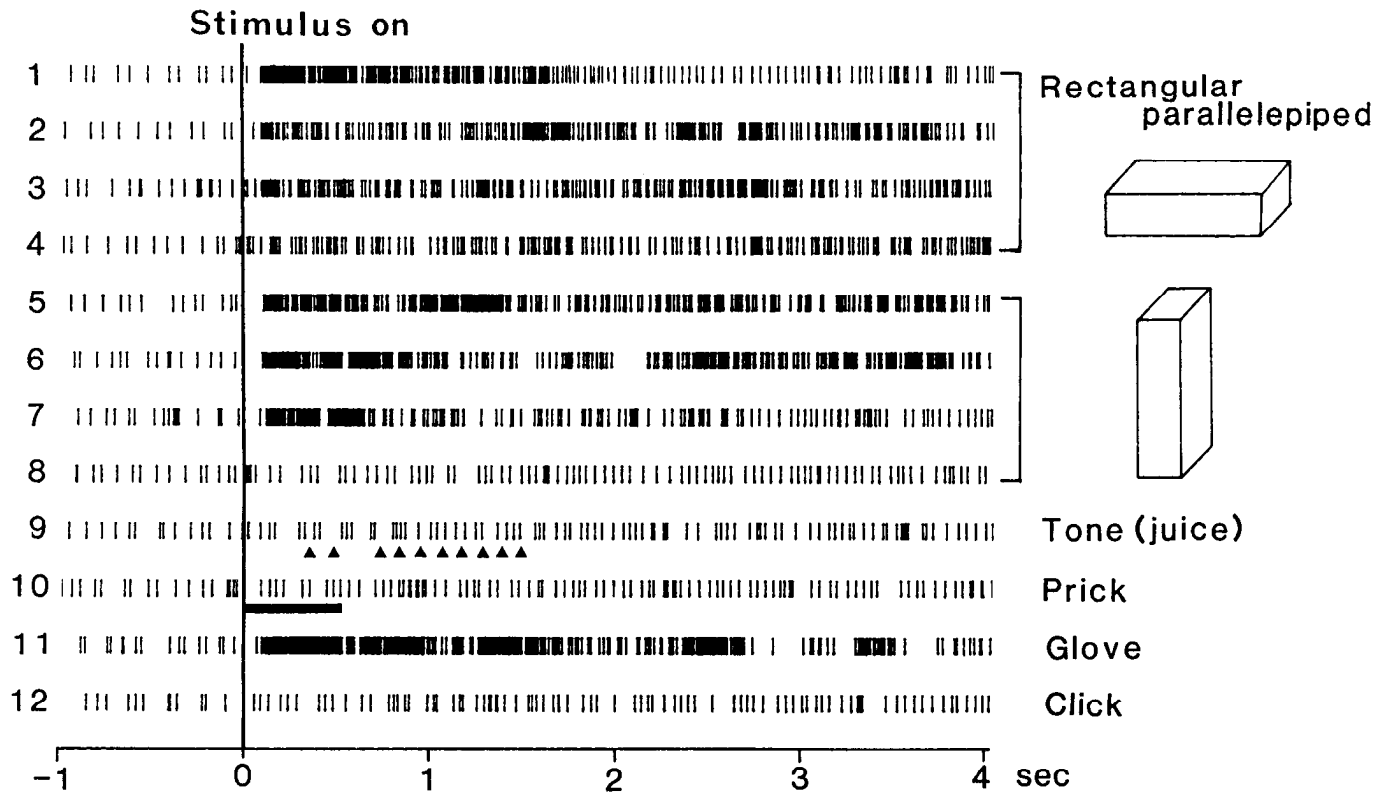 Stimulus on
1
2
3
4
Rectangular
parallelepiped
5
6
7
8
9 Tone (juice)
10 Prick
11 Glove
12 Click
-1 0 1 2 3 4 sec